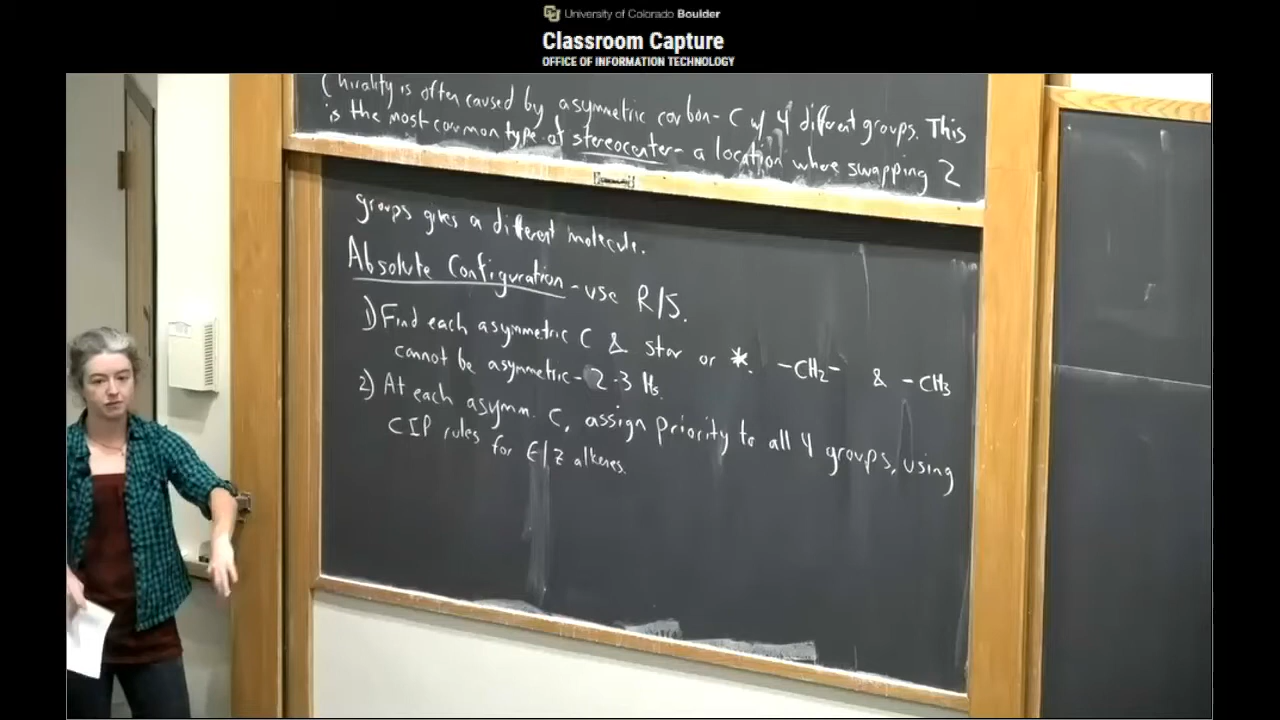 University of Colorado Boulder
Classroom Capture
OFFICE OF INFORMATION TECHNOLOGY
Chirality is often caused by asymmetric carbon - C w/ 4 different groups. This
is the most common type of stereocenter - a location where swapping 2
groups gives a different molecule.
Absolute Configuration - use R/S.
1) Find each asymmetric C & star or *. -CH2- & -CH3
cannot be asymmetric - 2-3 Hs.
2) At each asymm. C, assign priority to all 4 groups, using
CIP rules for E/Z alkenes.